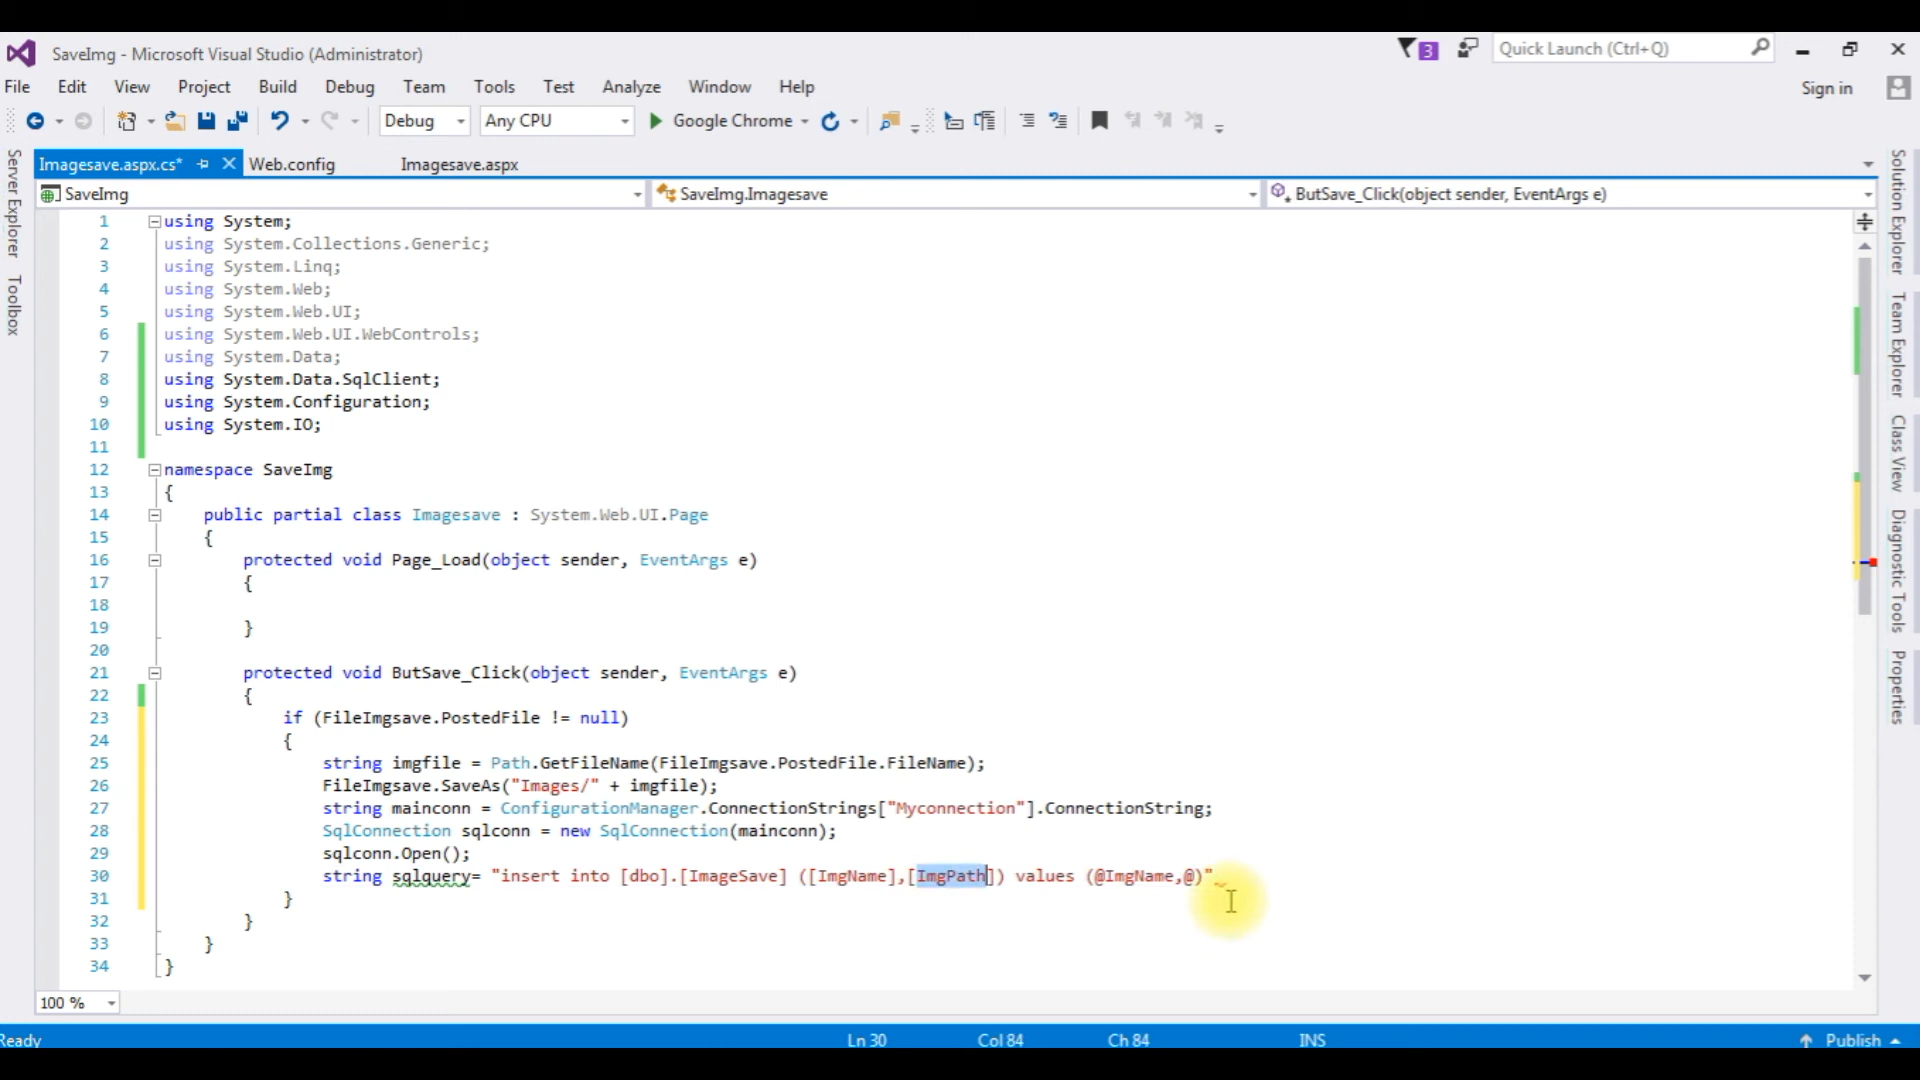 SaveImg - Microsoft Visual Studio (Administrator)
3
Quick Launch (Ctrl+Q)
File Edit View Project Build Debug Team Tools Test Analyze Window Help
Sign in
Debug Any CPU Google Chrome
Imagesave.aspx.cs* Web.config Imagesave.aspx
SaveImg SaveImg.Imagesave ButSave_Click(object sender, EventArgs e)
Server Explorer
Toolbox
1 using System;
2 using System.Collections.Generic;
3 using System.Linq;
4 using System.Web;
5 using System.Web.UI;
6 using System.Web.UI.WebControls;
7 using System.Data;
8 using System.Data.SqlClient;
9 using System.Configuration;
10 using System.IO;
11
12 namespace SaveImg
13 {
14 public partial class Imagesave : System.Web.UI.Page
15 {
16 protected void Page_Load(object sender, EventArgs e)
17 {
18
19 }
20
21 protected void ButSave_Click(object sender, EventArgs e)
22 {
23 if (FileImgsave.PostedFile != null)
24 {
25 string imgfile = Path.GetFileName(FileImgsave.PostedFile.FileName);
26 FileImgsave.SaveAs("Images/" + imgfile);
27 string mainconn = ConfigurationManager.ConnectionStrings["Myconnection"].ConnectionString;
28 SqlConnection sqlconn = new SqlConnection(mainconn);
29 sqlconn.Open();
30 string sqlquery= "insert into [dbo].[ImageSave] ([ImgName],[ImgPath]) values (@ImgName,@)"
31 }
32 }
33 }
34 }
Solution Explorer
Team Explorer
Class View
Diagnostic Tools
Properties
100 %
Ready Ln 30 Col 84 Ch 84 INS Publish